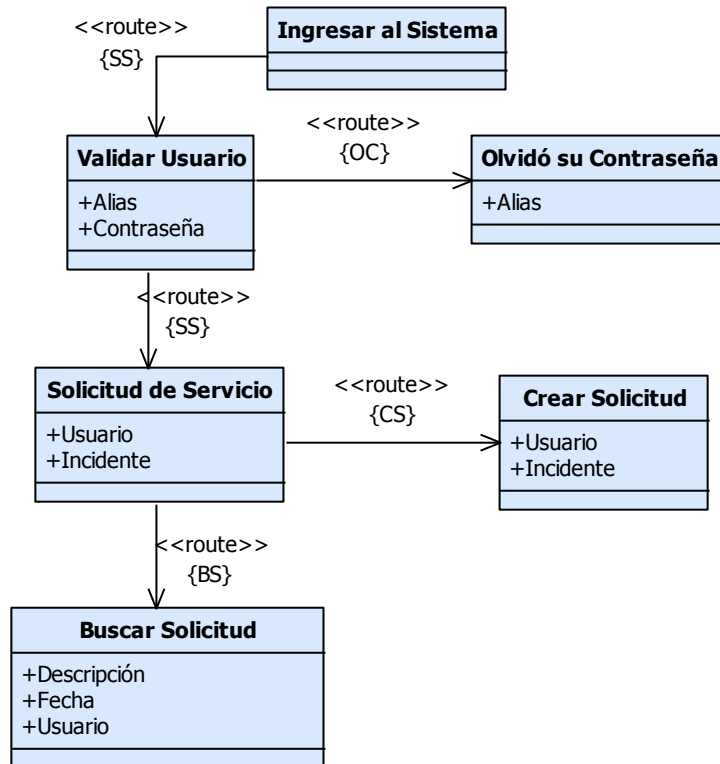 <<route>>
{SS}
Ingresar al Sistema
<<route>>
{OC}
Validar Usuario
+Alias
+Contraseña
Olvidó su Contraseña
+Alias
<<route>>
{SS}
Solicitud de Servicio
+Usuario
+Incidente
<<route>>
{CS}
Crear Solicitud
+Usuario
+Incidente
<<route>>
{BS}
Buscar Solicitud
+Descripción
+Fecha
+Usuario